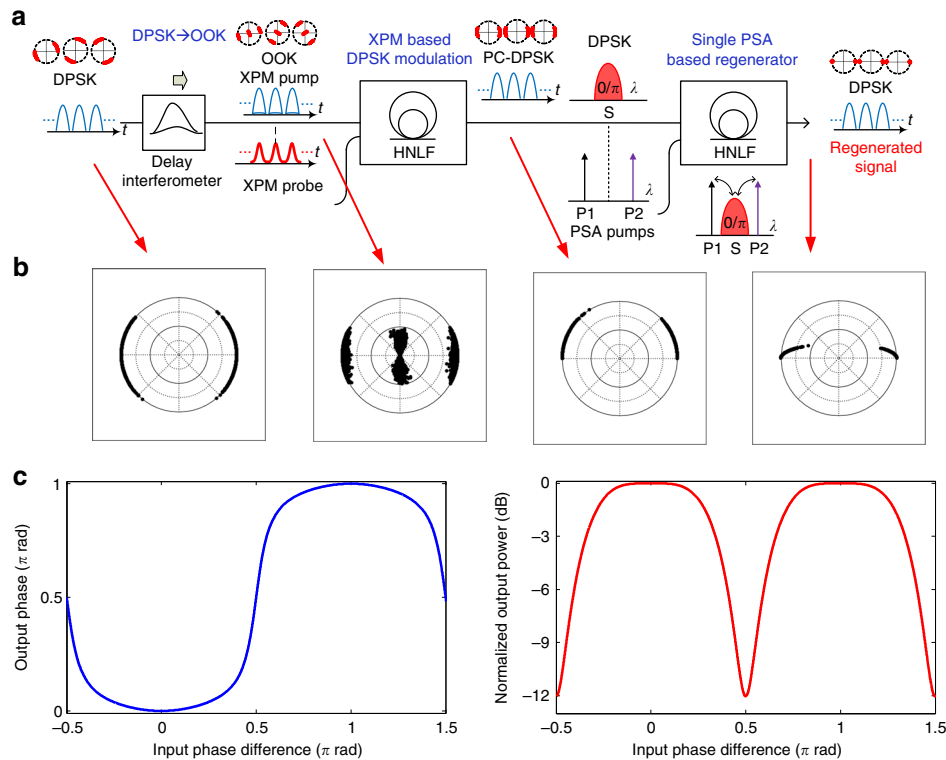 a
DPSK
DPSK→OOK
OOK
XPM pump
XPM based
DPSK modulation
PC-DPSK
DPSK
Single PSA
based regenerator
DPSK
t
t
t
t
t
0/π
λ
S
Delay
interferometer
XPM probe
HNLF
HNLF
Regenerated
signal
P1
P2
λ
PSA pumps
0/π
P1
S
P2
λ
b
c
Output phase (π rad)
1
0.5
0
−0.5
0
0.5
1
1.5
Input phase difference (π rad)
Normalized output power (dB)
0
−3
−6
−9
−12
−0.5
0
0.5
1
1.5
Input phase difference (π rad)